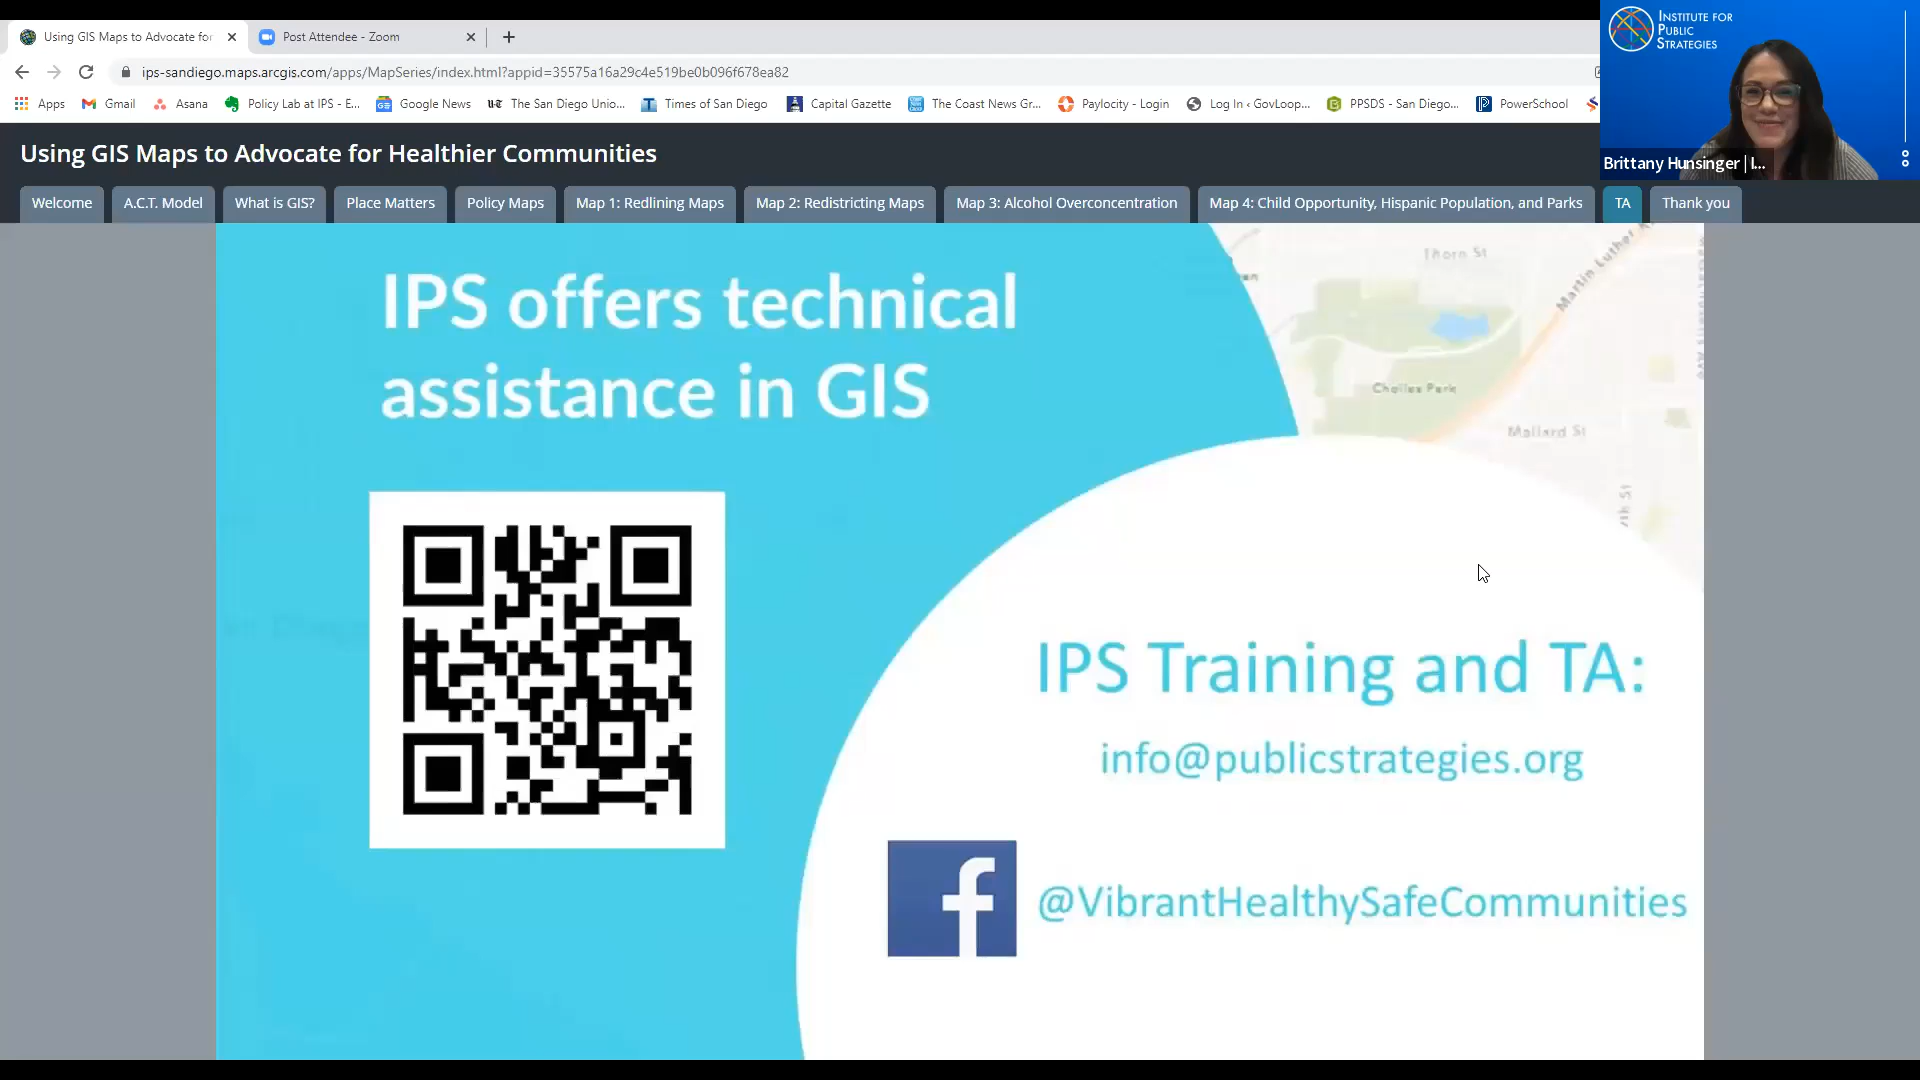 Using GIS Maps to Advocate for
Post Attendee - Zoom
ips-sandiego.maps.arcgis.com/apps/MapSeries/index.html?appid=35575a16a29c4e519be0b096f678ea82
Apps
Gmail
Asana
Policy Lab at IPS - E...
Google News
The San Diego Unio...
Times of San Diego
Capital Gazette
The Coast News Gr...
Paylocity - Login
Log In ‹ GovLoop...
PPSDS - San Diego...
PowerSchool
INSTITUTE FOR
PUBLIC
STRATEGIES
Brittany Hunsinger | I...
Using GIS Maps to Advocate for Healthier Communities
Welcome
A.C.T. Model
What is GIS?
Place Matters
Policy Maps
Map 1: Redlining Maps
Map 2: Redistricting Maps
Map 3: Alcohol Overconcentration
Map 4: Child Opportunity, Hispanic Population, and Parks
TA
Thank you
IPS offers technical
assistance in GIS
Thorn St
Martin Luther
Chollas Park
Mallard St
IPS Training and TA:
info@publicstrategies.org
@VibrantHealthySafeCommunities